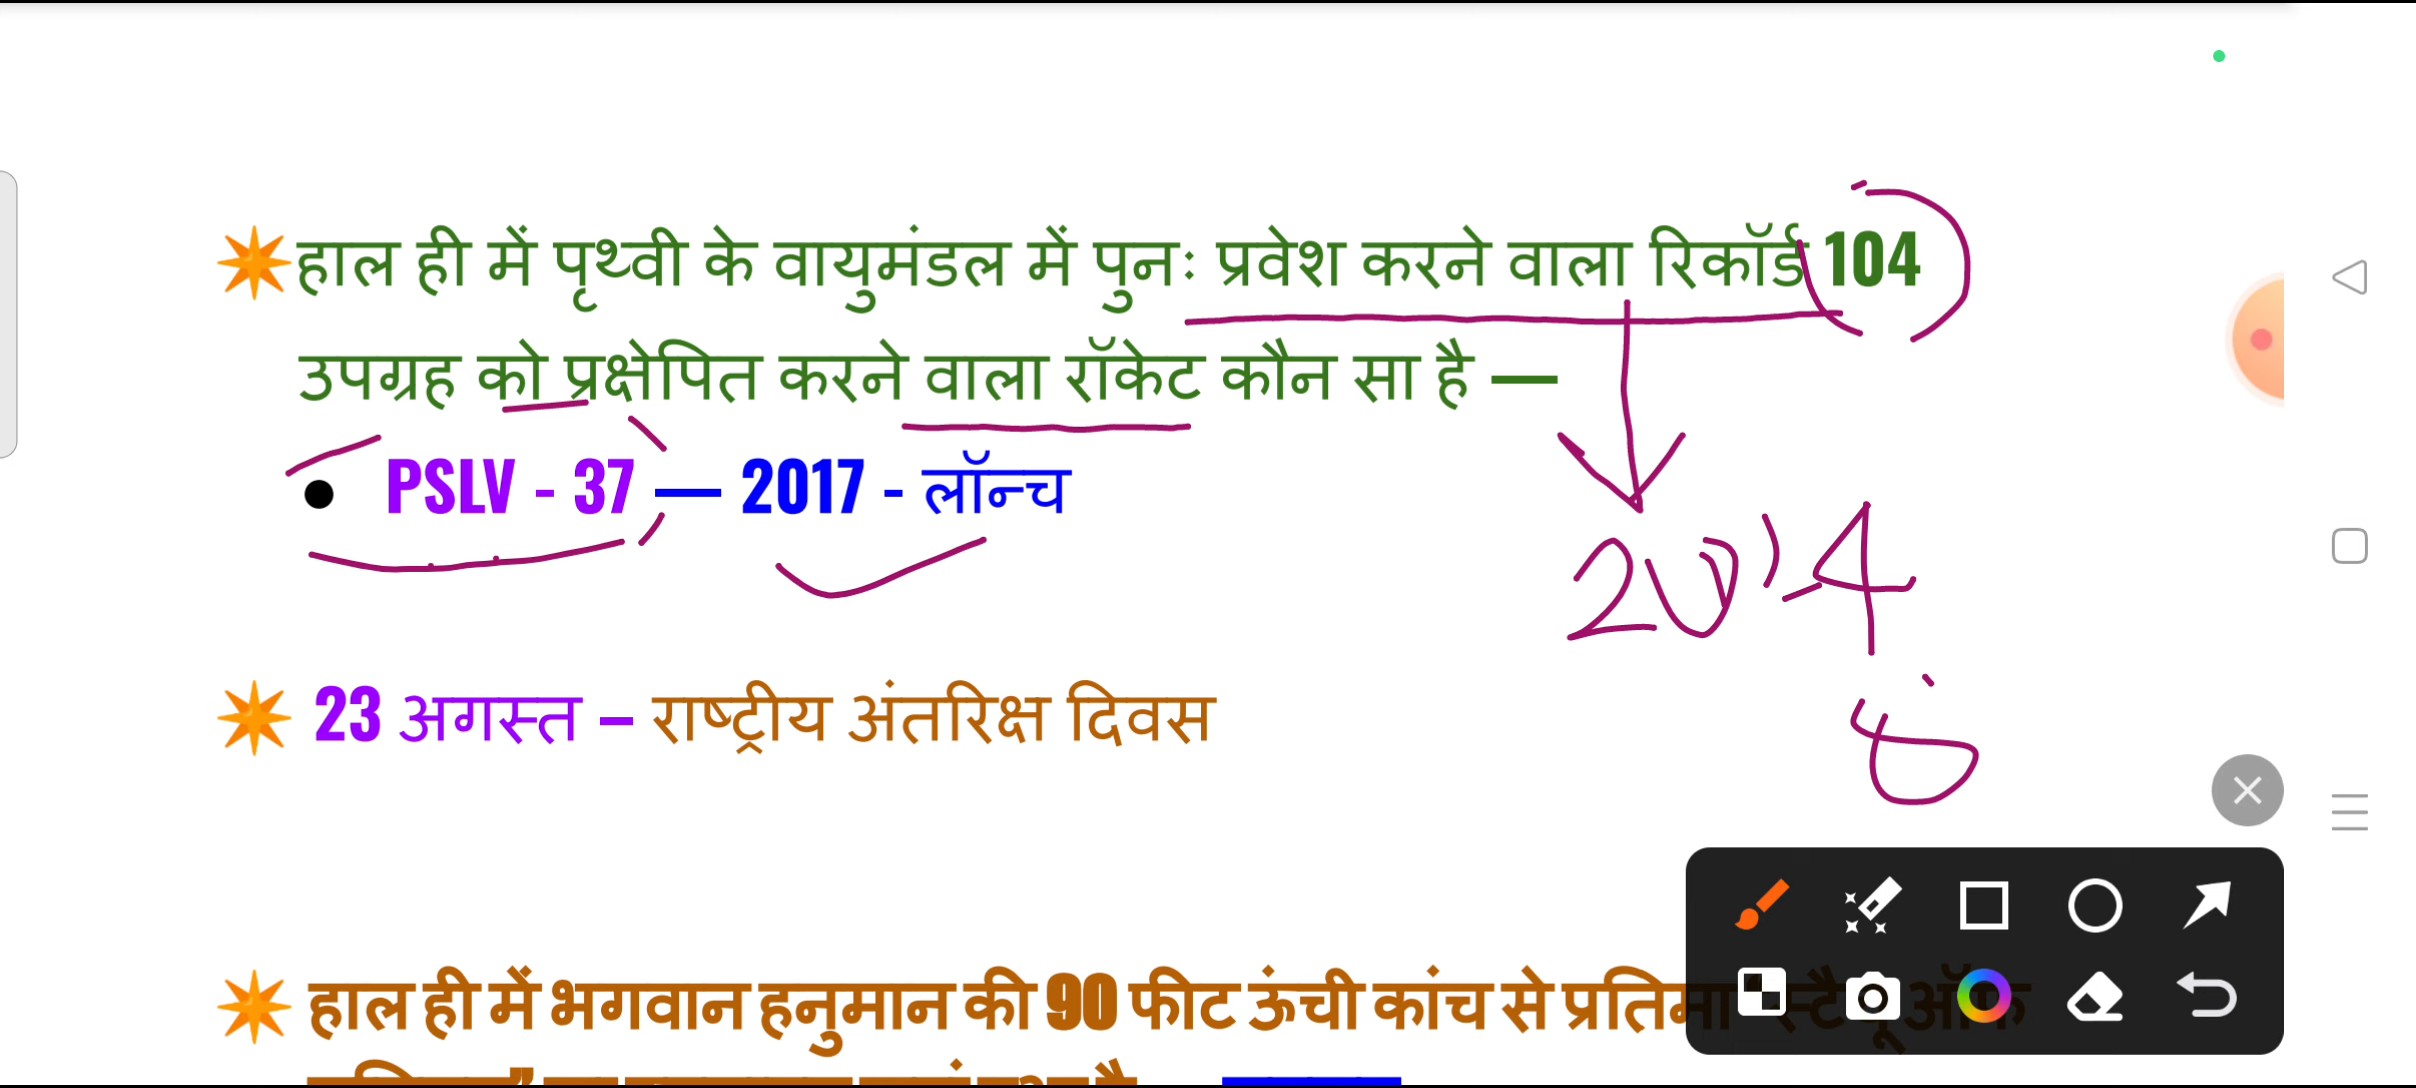 हाल ही में पृथ्वी के वायुमंडल में पुनः प्रवेश करने वाला रिकॉर्ड 104
उपग्रह को प्रक्षेपित करने वाला रॉकेट कौन सा है —
• PSLV - 37 — 2017 - लॉन्च
23 अगस्त – राष्ट्रीय अंतरिक्ष दिवस
हाल ही में भगवान हनुमान की 90 फीट ऊंची कांच से प्रतिमा स्टैच्यू ऑफ